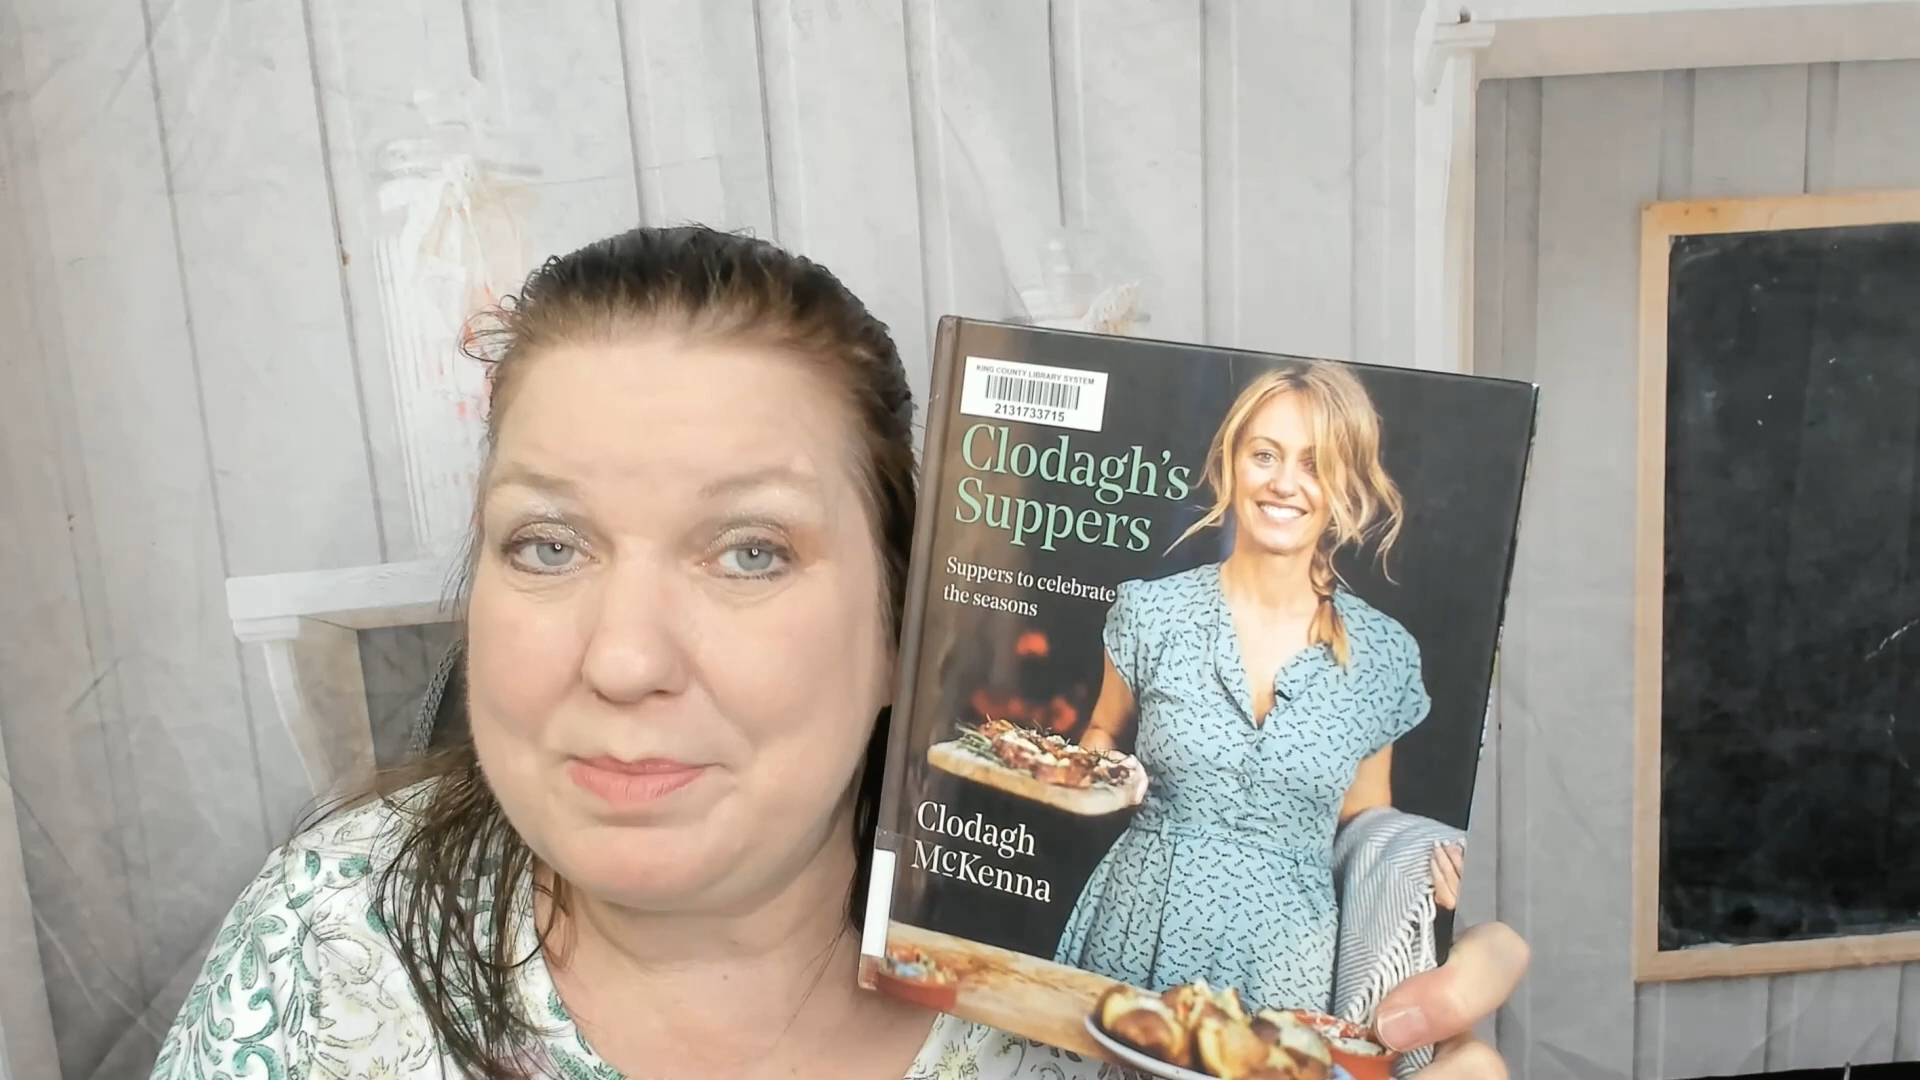 KING COUNTY LIBRARY SYSTEM
2131733715
Clodagh's
Suppers
Suppers to celebrate
the seasons
Clodagh
McKenna